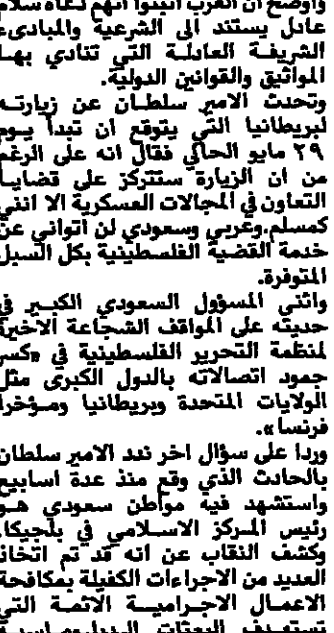 واوضح ان العرب اثبتوا انهم دعاة سلام
عادل يستند الى الشرعية والمبادىء
الشريفة العادلة التي تنادي بها
المواثيق والقوانين الدولية.
وتحدث الامير سلطان عن زيارته
لبريطانيا التي يتوقع ان تبدأ يوم
٢٩ مايو الحالي فقال انه على الرغم
من ان الزيارة ستتركز على قضايا
التعاون في المجالات العسكرية الا انني
كمسلم،وعربي وسعودي لن اتوانى عن
خدمة القضية الفلسطينية بكل السبل
المتوفرة.
واثنى المسؤول السعودي الكبير في
حديثه على المواقف الشجاعة الاخيرة
لمنظمة التحرير الفلسطينية في «كسر
جمود اتصالاته بالدول الكبرى مثل
الولايات المتحدة وبريطانيا ومؤخرا
فرنسا».
وردا على سؤال اخر ندد الامير سلطان
بالحادث الذي وقع منذ عدة اسابيع
واستشهد فيه مواطن سعودي هو
رئيس المركز الاسلامي في بلجيكا،
وكشف النقاب عن انه قد تم اتخاذ
العديد من الاجراءات الكفيلة بمكافحة
الاعمال الاجرامية الاثمة التي
تستهدف البعثات